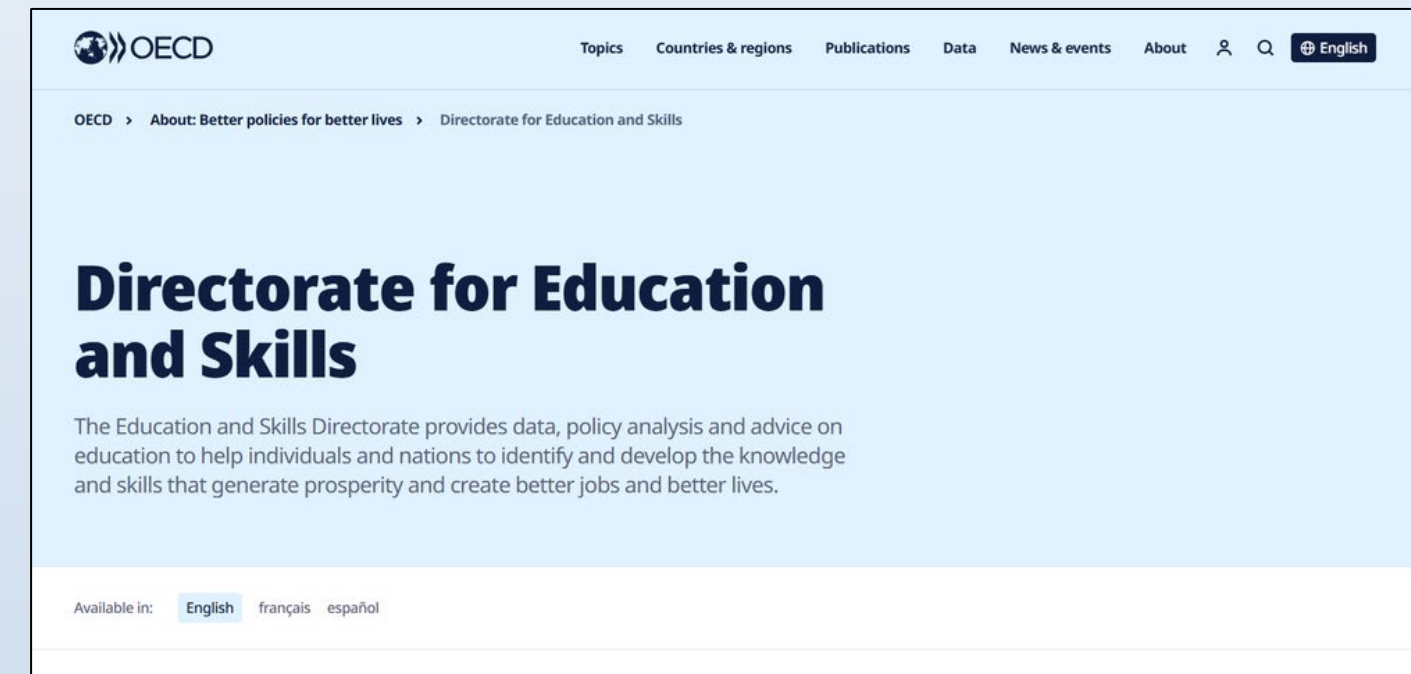 OECD
Topics Countries & regions Publications Data News & events About English
OECD › About: Better policies for better lives › Directorate for Education and Skills
Directorate for Education
and Skills
The Education and Skills Directorate provides data, policy analysis and advice on
education to help individuals and nations to identify and develop the knowledge
and skills that generate prosperity and create better jobs and better lives.
Available in: English français español